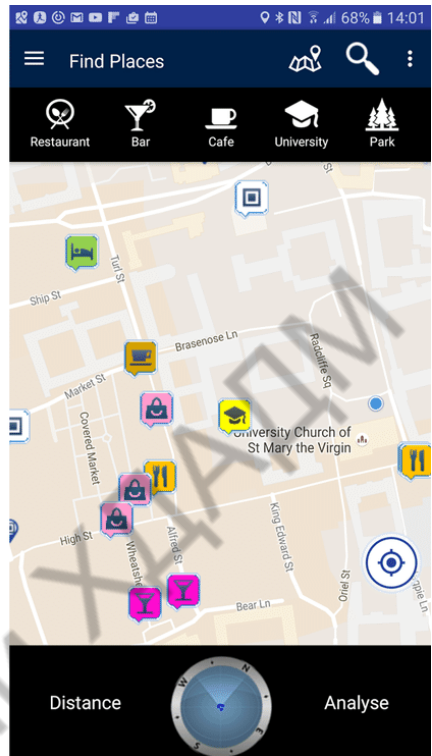 68% 14:01
Find Places
Restaurant Bar Cafe University Park
Turl St
Ship St
Brasenose Ln
Radcliffe Sq
Market St
Covered Market
University Church of
St Mary the Virgin
High St
Alfred St
King Edward St
Oriel St
Bear Ln
N
W
E
S
Distance
Analyse
ХДАДМ